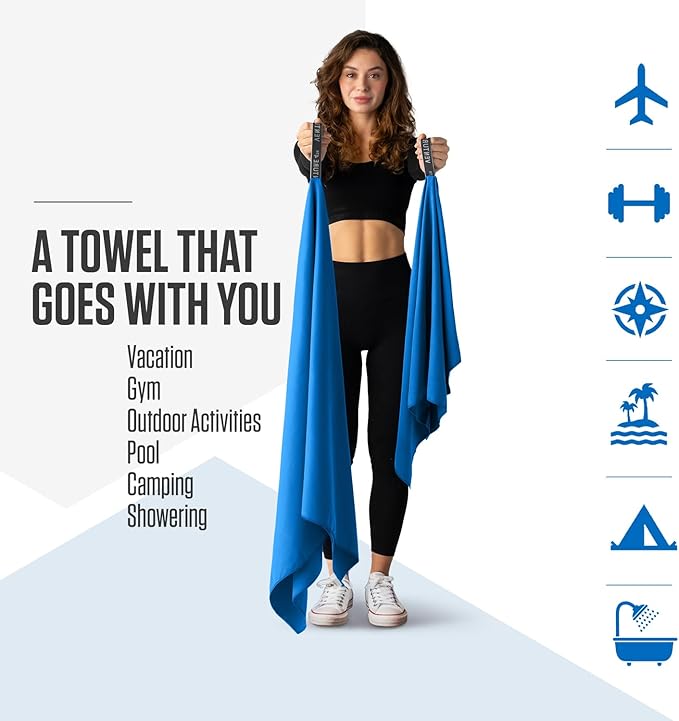 A TOWEL THAT
GOES WITH YOU
Vacation
Gym
Outdoor Activities
Pool
Camping
Showering